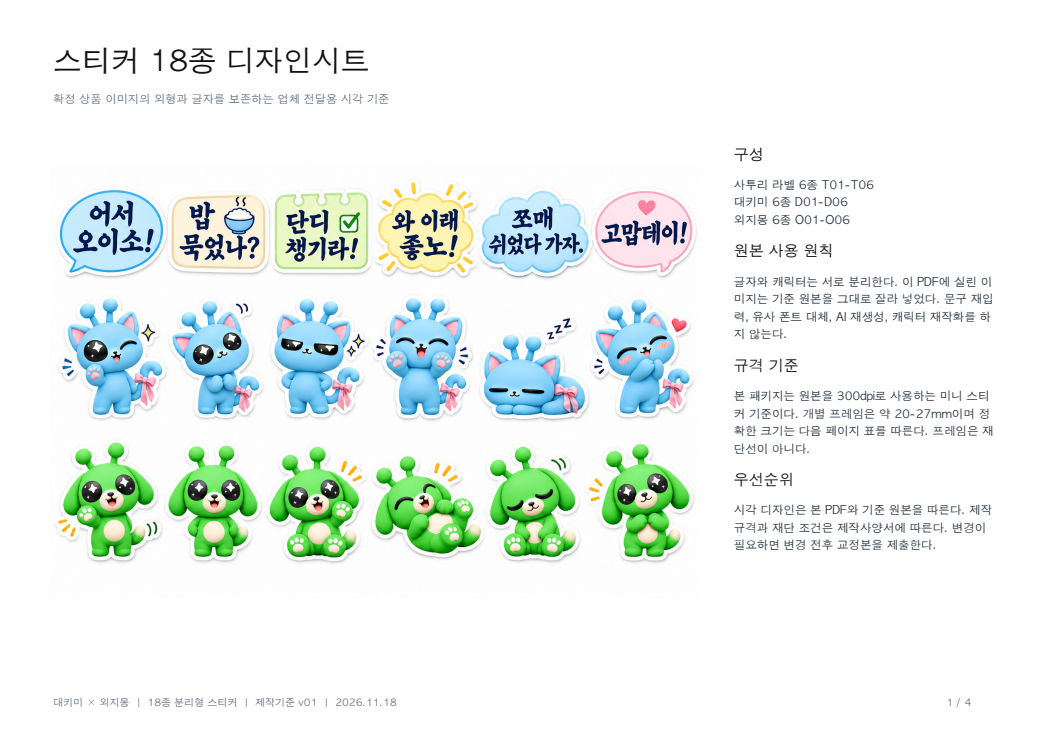 스티커 18종 디자인시트
확정 상품 이미지의 외형과 글자를 보존하는 업체 전달용 시각 기준
어서
오이소!
밥
묵었나?
단디
챙기라!
와 이래
좋노!
쪼매
쉬었다 가자.
고맙데이!
zzz
구성
사투리 라벨 6종 T01-T06
대키미 6종 D01-D06
외지몽 6종 O01-O06
원본 사용 원칙
글자와 캐릭터는 서로 분리한다. 이 PDF에 실린 이
미지는 기준 원본을 그대로 잘라 넣었다. 문구 재입
력, 유사 폰트 대체, AI 재생성, 캐릭터 재작화를 하
지 않는다.
규격 기준
본 패키지는 원본을 300dpi로 사용하는 미니 스티
커 기준이다. 개별 프레임은 약 20-27mm이며 정
확한 크기는 다음 페이지 표를 따른다. 프레임은 재
단선이 아니다.
우선순위
시각 디자인은 본 PDF와 기준 원본을 따른다. 제작
규격과 재단 조건은 제작사양서에 따른다. 변경이
필요하면 변경 전후 교정본을 제출한다.
대키미 × 외지몽 | 18종 분리형 스티커 | 제작기준 v01 | 2026.11.18
1 / 4